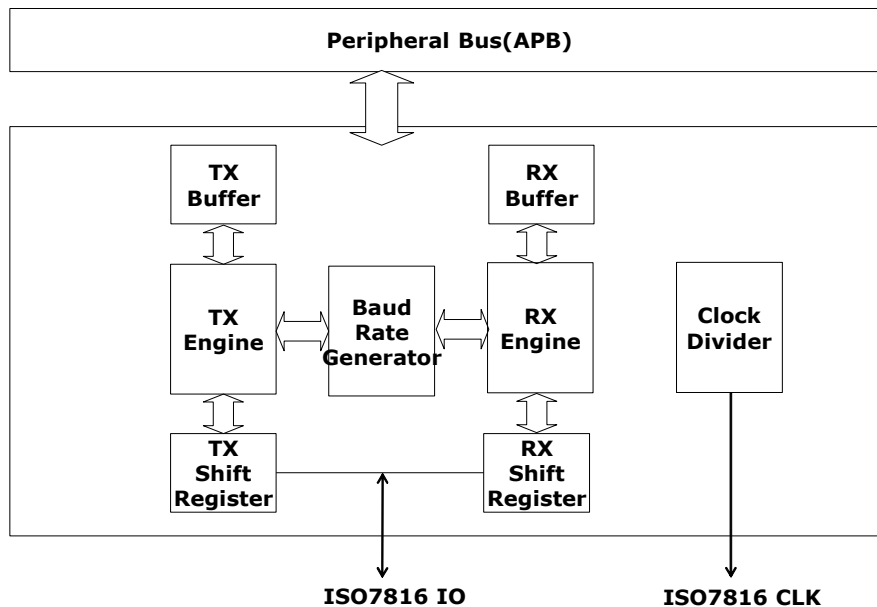 Peripheral Bus(APB)
TX
Buffer
RX
Buffer
TX
Engine
Baud
Rate
Generator
RX
Engine
Clock
Divider
TX
Shift
Register
RX
Shift
Register
ISO7816 IO
ISO7816 CLK